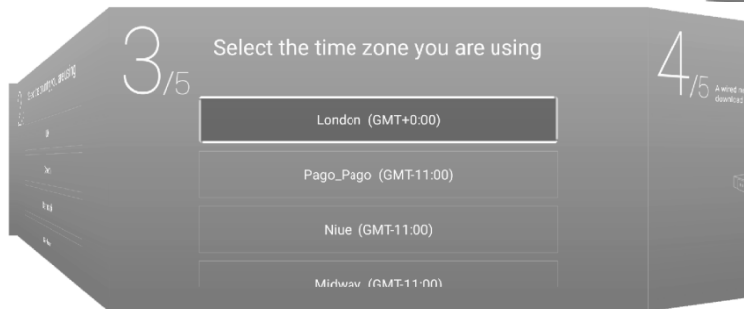 3/5
Select the time zone you are using
London (GMT+0:00)
Pago_Pago (GMT-11:00)
Niue (GMT-11:00)
Midway (GMT-11:00)
4/5
A wired
download